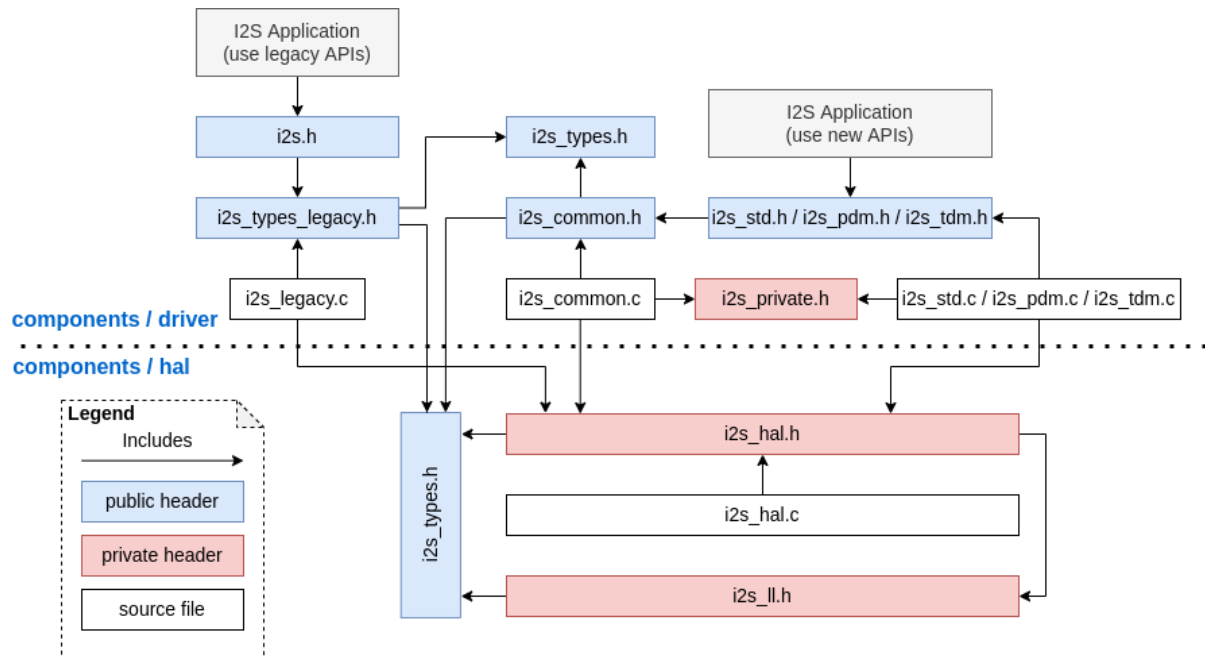 I2S Application
(use legacy APIs)
I2S Application
(use new APIs)
i2s.h
i2s_types.h
i2s_types_legacy.h
i2s_common.h
i2s_std.h / i2s_pdm.h / i2s_tdm.h
i2s_legacy.c
i2s_common.c
i2s_private.h
i2s_std.c / i2s_pdm.c / i2s_tdm.c
components / driver
components / hal
Legend
Includes
public header
private header
source file
i2s_types.h
i2s_hal.h
i2s_hal.c
i2s_ll.h